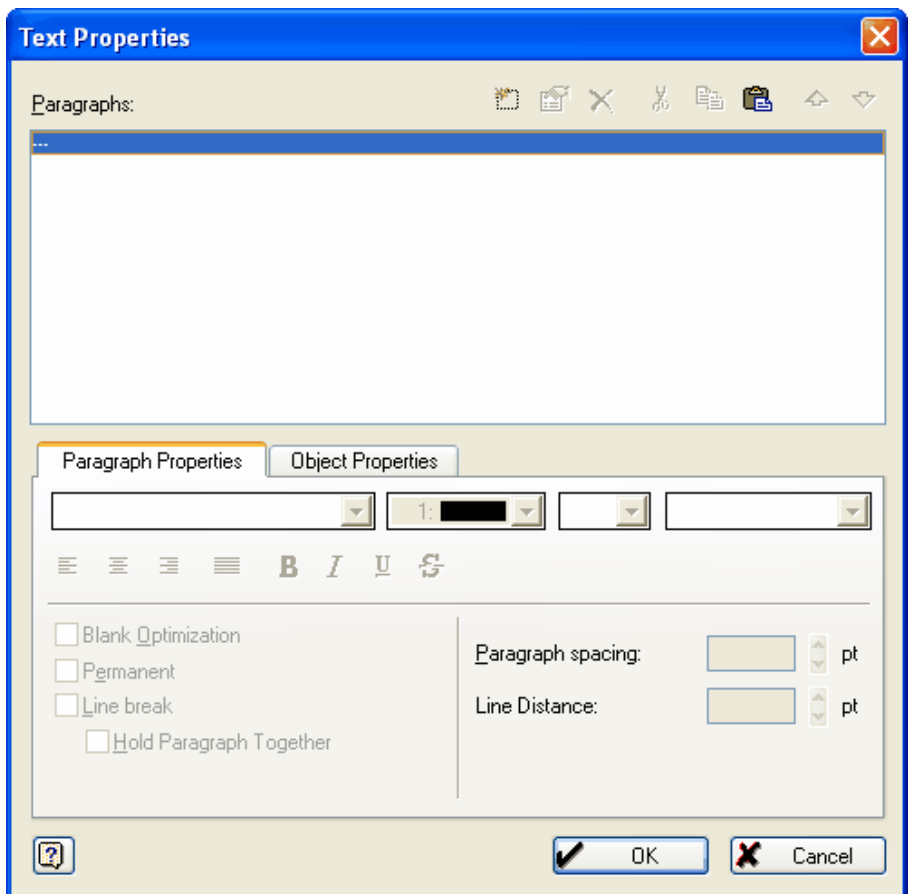 Text Properties
Paragraphs:
---
Paragraph Properties Object Properties
1:
B I U S
Blank Optimization
Permanent
Paragraph spacing: pt
Line break
Line Distance: pt
Hold Paragraph Together
? OK Cancel